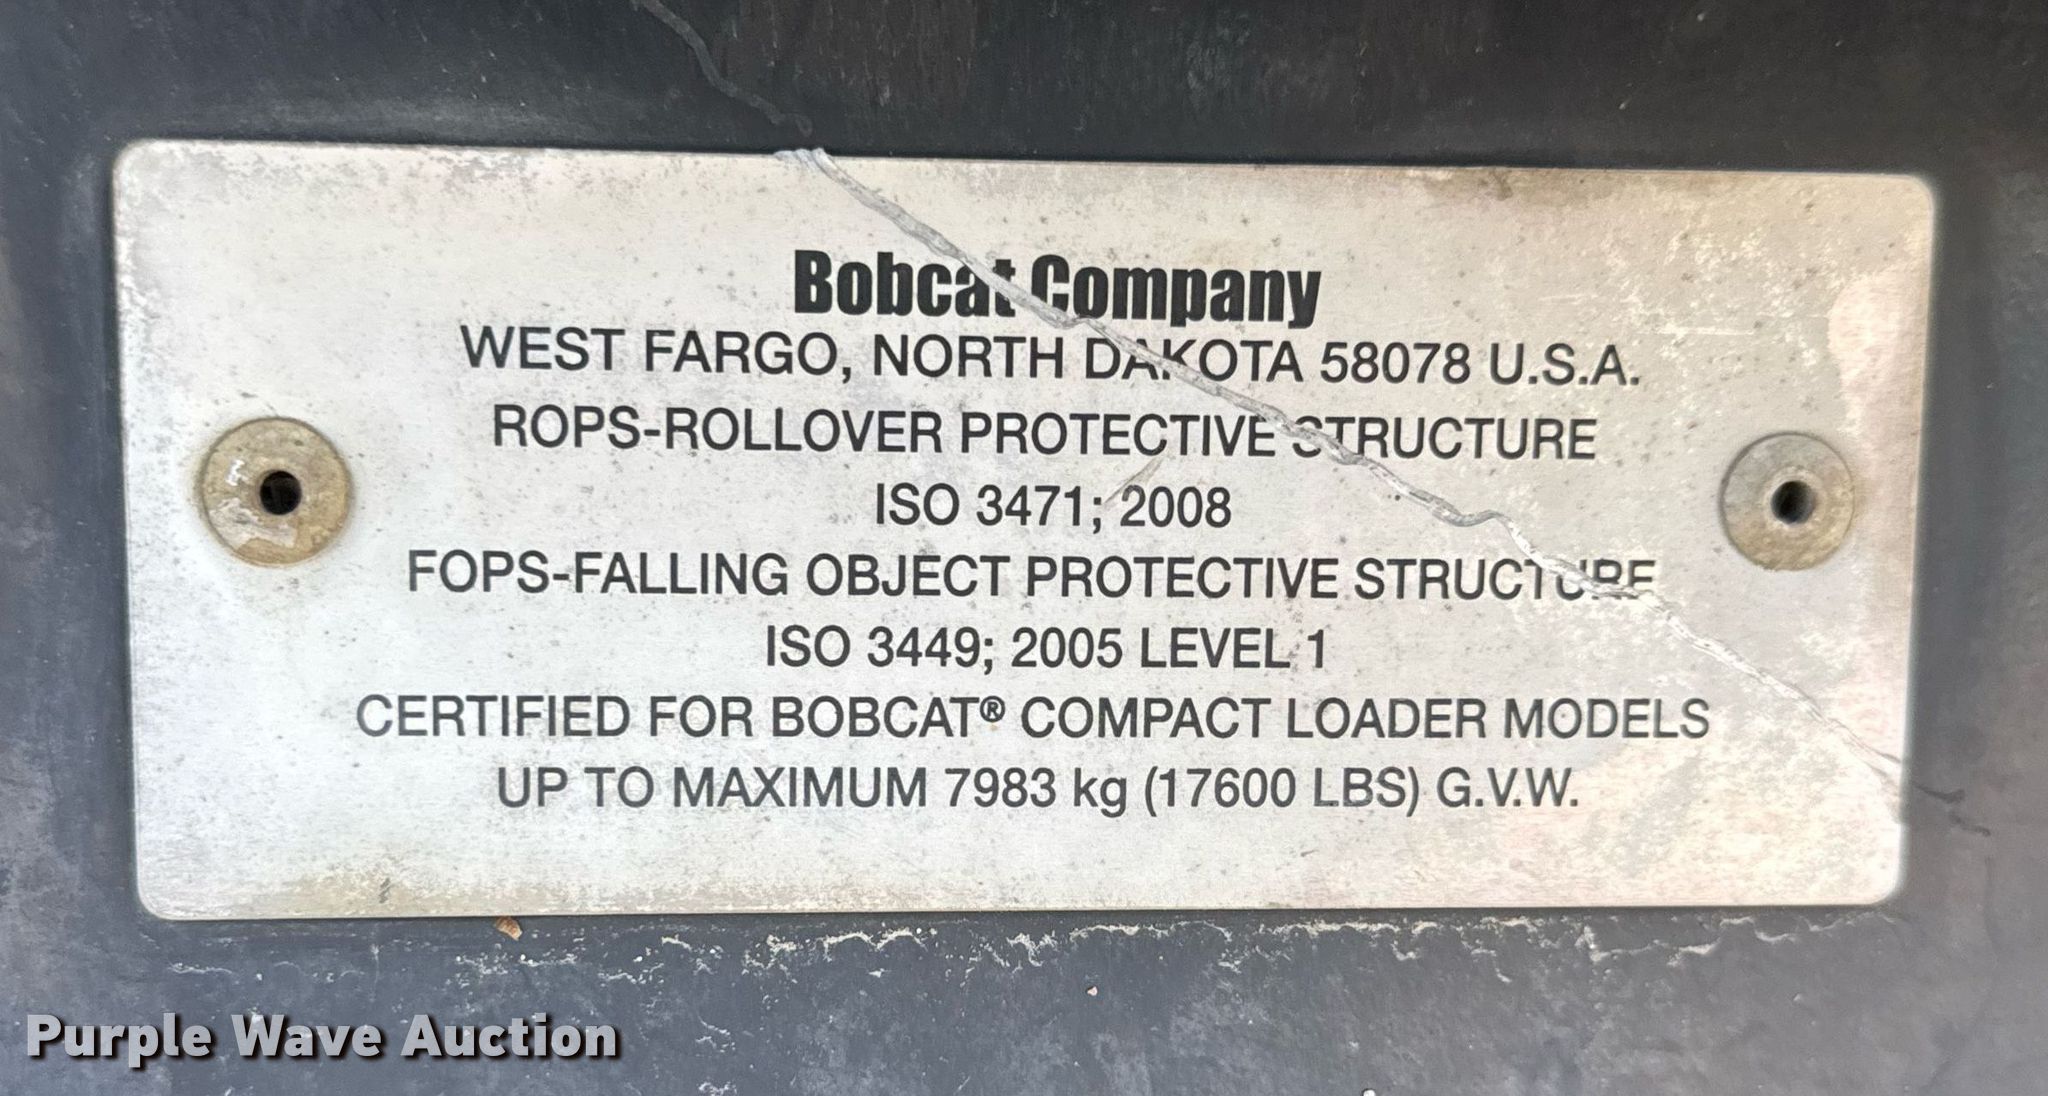 Bobcat Company
WEST FARGO, NORTH DAKOTA 58078 U.S.A.
ROPS-ROLLOVER PROTECTIVE STRUCTURE
ISO 3471; 2008
FOPS-FALLING OBJECT PROTECTIVE STRUCTURE
ISO 3449; 2005 LEVEL 1
CERTIFIED FOR BOBCAT® COMPACT LOADER MODELS
UP TO MAXIMUM 7983 kg (17600 LBS) G.V.W.
Purple Wave Auction